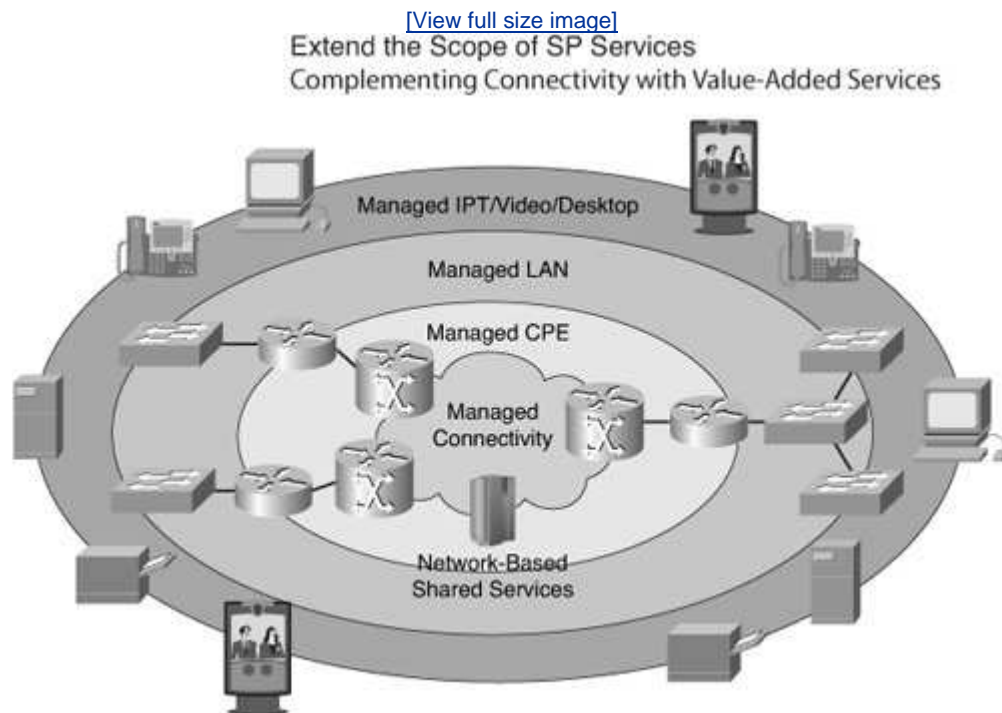 [View full size image]
Extend the Scope of SP Services
Complementing Connectivity with Value-Added Services
Managed IPT/Video/Desktop
Managed LAN
Managed CPE
Managed
Connectivity
Network-Based
Shared Services